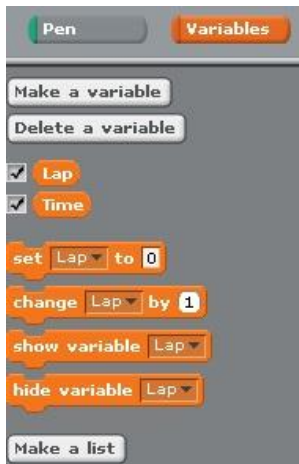 Pen Variables
Make a variable
Delete a variable
Lap
Time
set Lap to 0
change Lap by 1
show variable Lap
hide variable Lap
Make a list